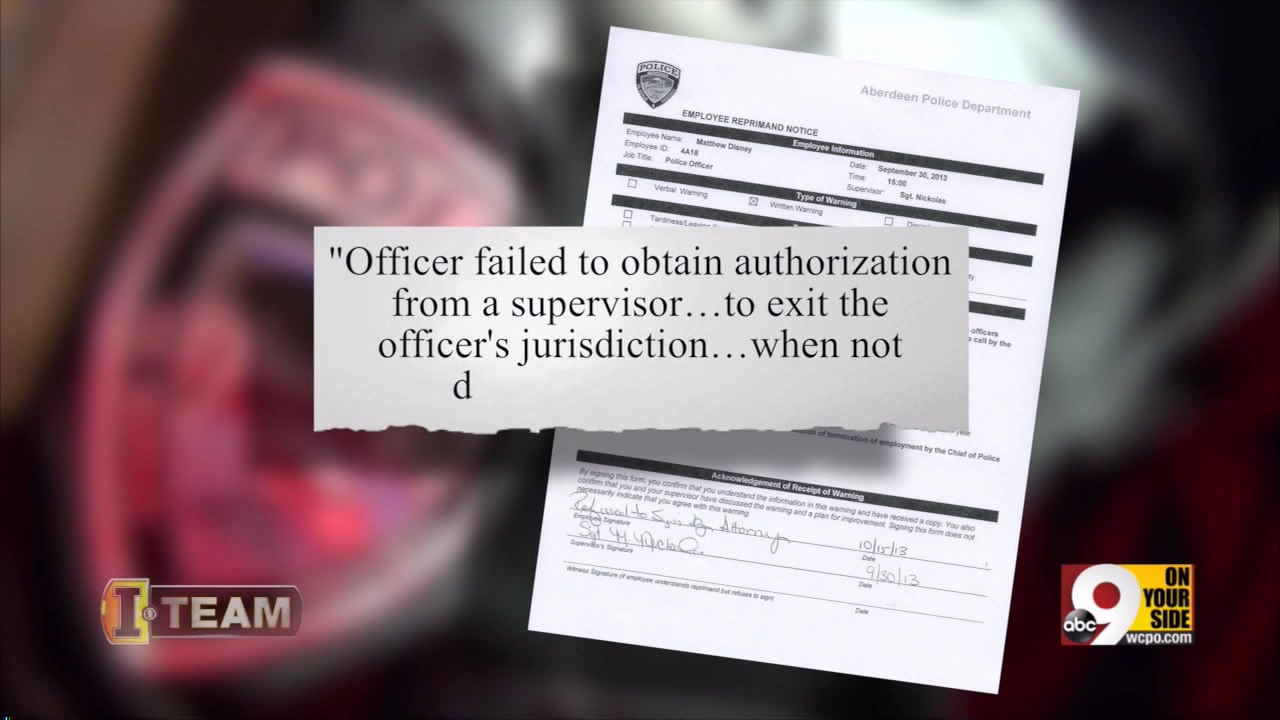 POLICE
Aberdeen Police Department
EMPLOYEE REPRIMAND NOTICE
Employee Information
Employee Name: Matthew Disney
Employee ID: 4A18
Job Title: Police Officer
Date: September 30, 2013
Time: 15:00
Supervisor: Sgt. Nickolas
Type of Warning
Verbal Warning
Written Warning
"Officer failed to obtain authorization
from a supervisor…to exit the
officer's jurisdiction…when not
d
officers
call by the
of termination of employment by the Chief of Police
Acknowledgement of Receipt of Warning
By signing this form, you confirm that you understand the information in this warning and have received a copy. You also
confirm that you and your supervisor have discussed the warning and a plan for improvement. Signing this form does not
necessarily indicate that you agree with this warning.
Refused to Sign Per Attorney
10/15/13
Employee Signature
Date
Sgt
9/30/13
Supervisor's Signature
Date
Witness Signature (if employee understands reprimand but refuses to sign)
Date
I-TEAM
abc 9
ON
YOUR
SIDE
wcpo.com